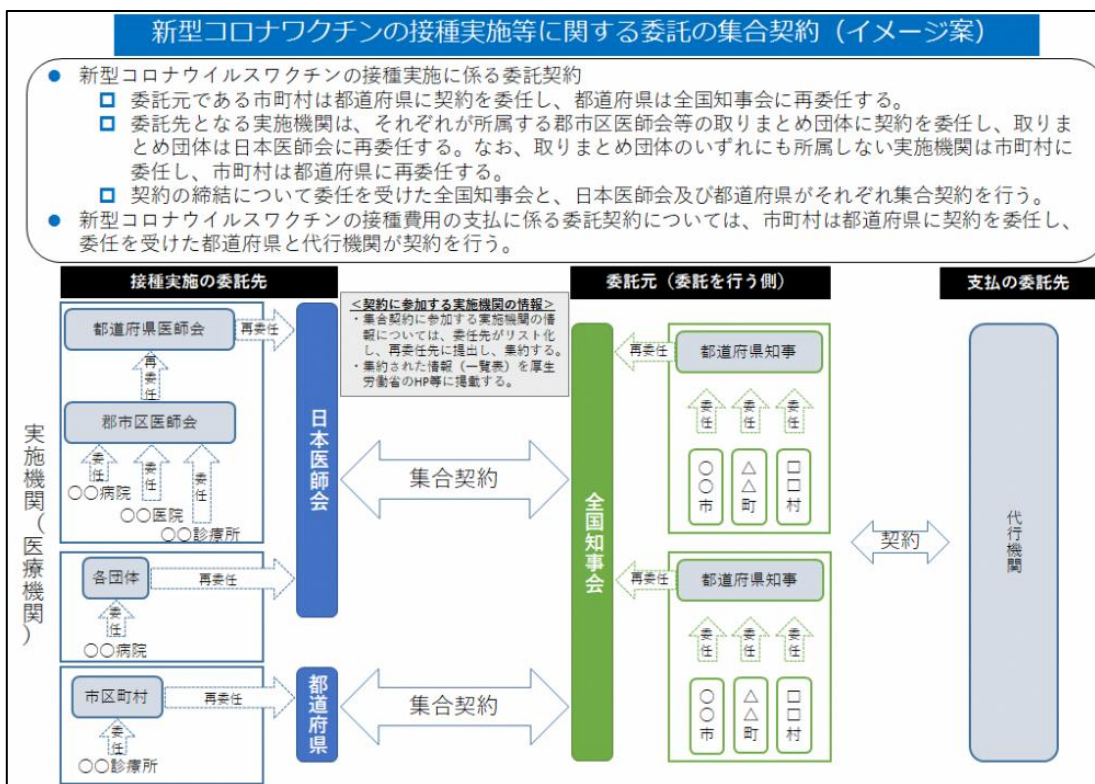 新型コロナワクチンの接種実施等に関する委託の集合契約（イメージ案）
● 新型コロナウイルスワクチンの接種実施に係る委託契約
□ 委託元である市町村は都道府県に契約を委任し、都道府県は全国知事会に再委任する。
□ 委託先となる実施機関は、それぞれが所属する郡市区医師会等の取りまとめ団体に契約を委任し、取りま
とめ団体は日本医師会に再委任する。なお、取りまとめ団体のいずれにも所属しない実施機関は市町村に
委任し、市町村は都道府県に再委任する。
□ 契約の締結について委任を受けた全国知事会と、日本医師会及び都道府県がそれぞれ集合契約を行う。
● 新型コロナウイルスワクチンの接種費用の支払に係る委託契約については、市町村は都道府県に契約を委任し、
委任を受けた都道府県と代行機関が契約を行う。
接種実施の委託先
実施機関（医療機関）
都道府県医師会
再委任
再委任
郡市区医師会
委任
委任
委任
〇〇病院
〇〇医院
〇〇診療所
各団体
再委任
委任
〇〇病院
市区町村
再委任
委任
〇〇診療所
日本医師会
都道府県
＜契約に参加する実施機関の情報＞
・集合契約に参加する実施機関の情
報については、委任先がリスト化
し、再委任先に提出し、集約する。
・集約された情報（一覧表）を厚生
労働省のHP等に掲載する。
集合契約
集合契約
委託元（委託を行う側）
全国知事会
再委任
都道府県知事
委任
委任
委任
〇〇市
△△町
□□村
再委任
都道府県知事
委任
委任
委任
〇〇市
△△町
□□村
契約
支払の委託先
代行機関